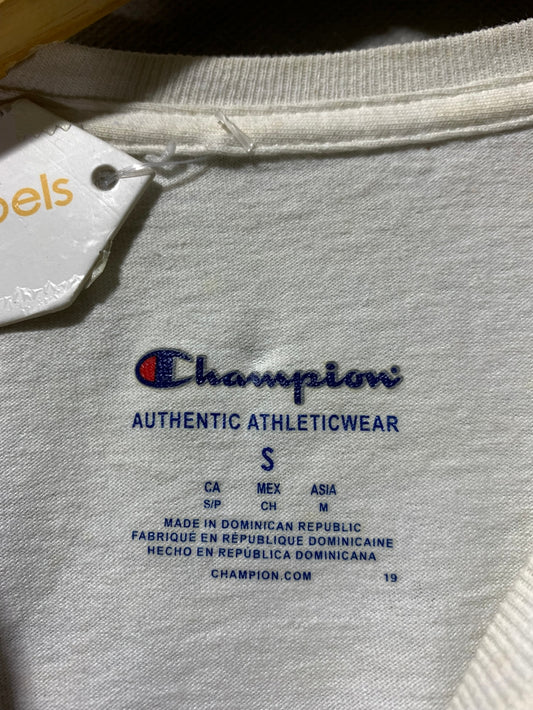 Champion
AUTHENTIC ATHLETICWEAR
S
CA MEX ASIA
S/P CH M
MADE IN DOMINICAN REPUBLIC
FABRIQUÉ EN RÉPUBLIQUE DOMINICAINE
HECHO EN REPÚBLICA DOMINICANA
CHAMPION.COM 19